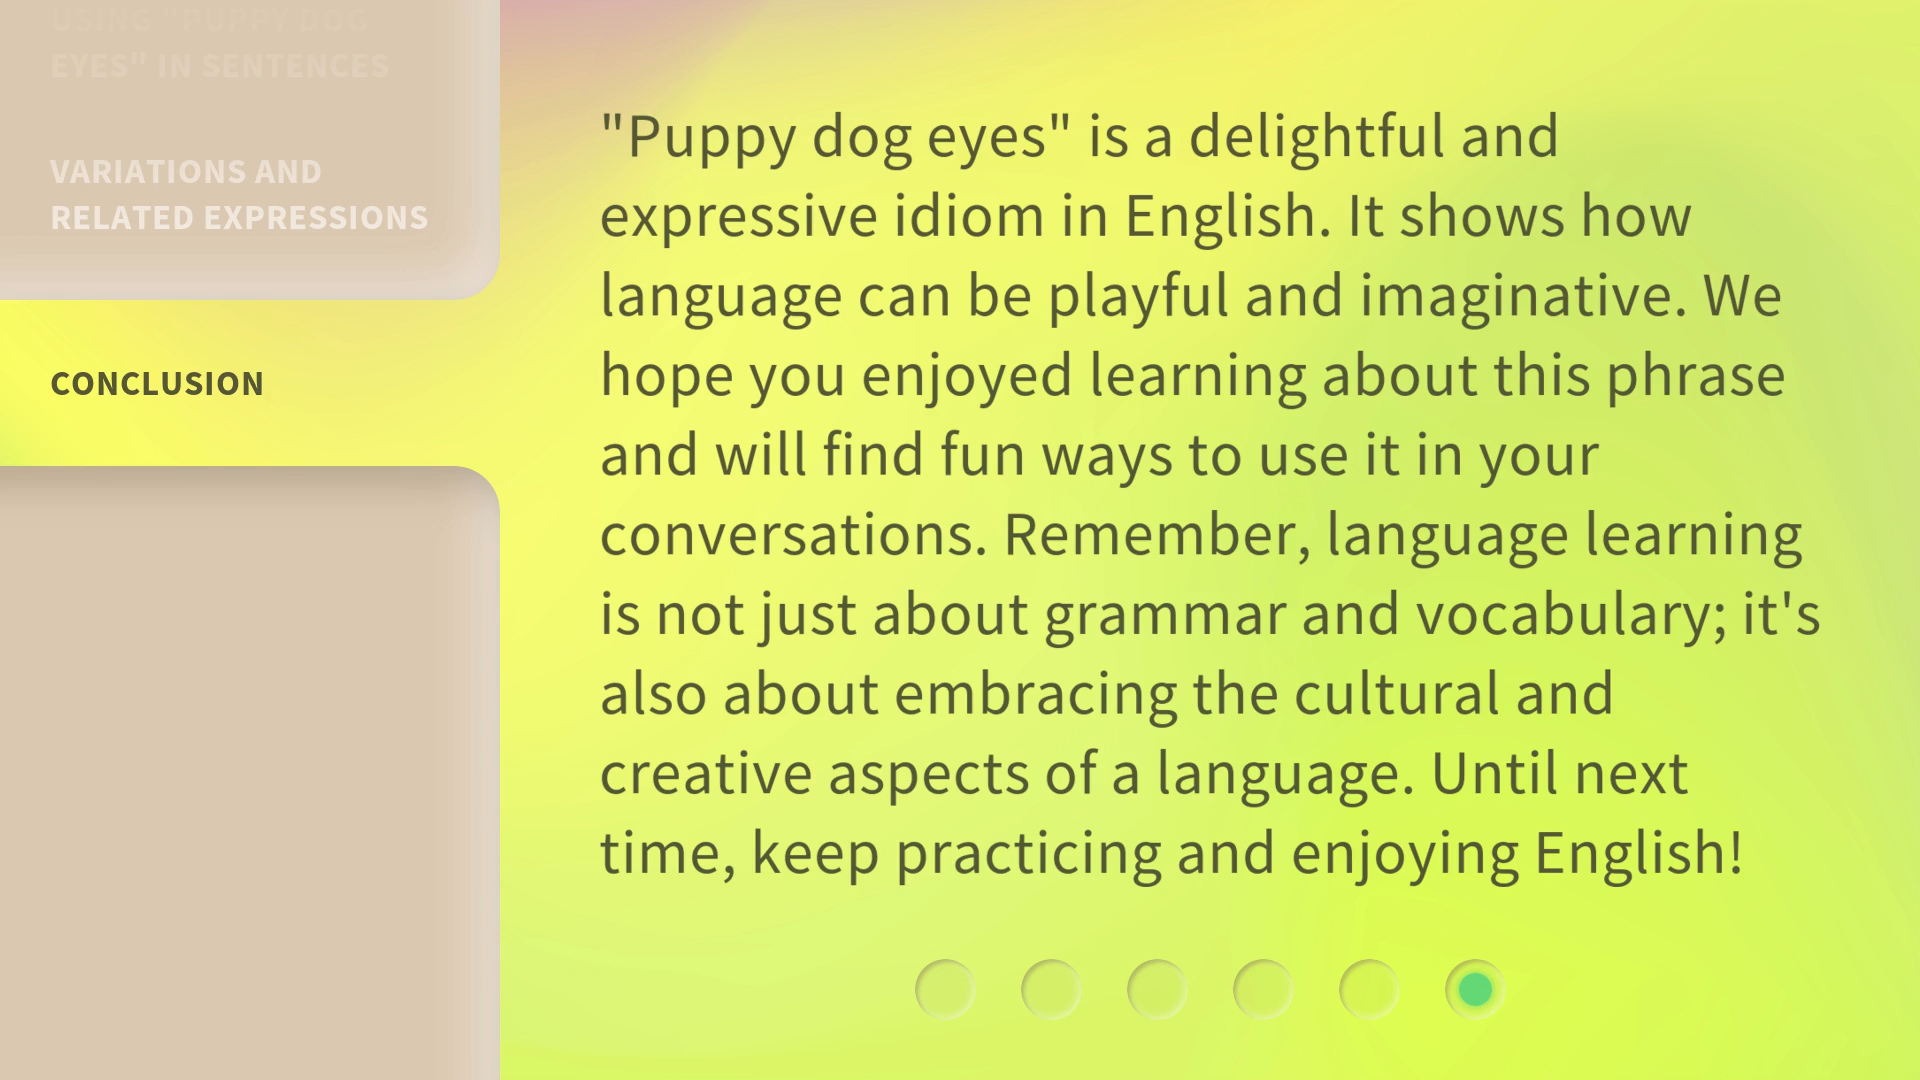 USING "PUPPY DOG
EYES" IN SENTENCES
VARIATIONS AND
RELATED EXPRESSIONS
CONCLUSION
"Puppy dog eyes" is a delightful and
expressive idiom in English. It shows how
language can be playful and imaginative. We
hope you enjoyed learning about this phrase
and will find fun ways to use it in your
conversations. Remember, language learning
is not just about grammar and vocabulary; it's
also about embracing the cultural and
creative aspects of a language. Until next
time, keep practicing and enjoying English!